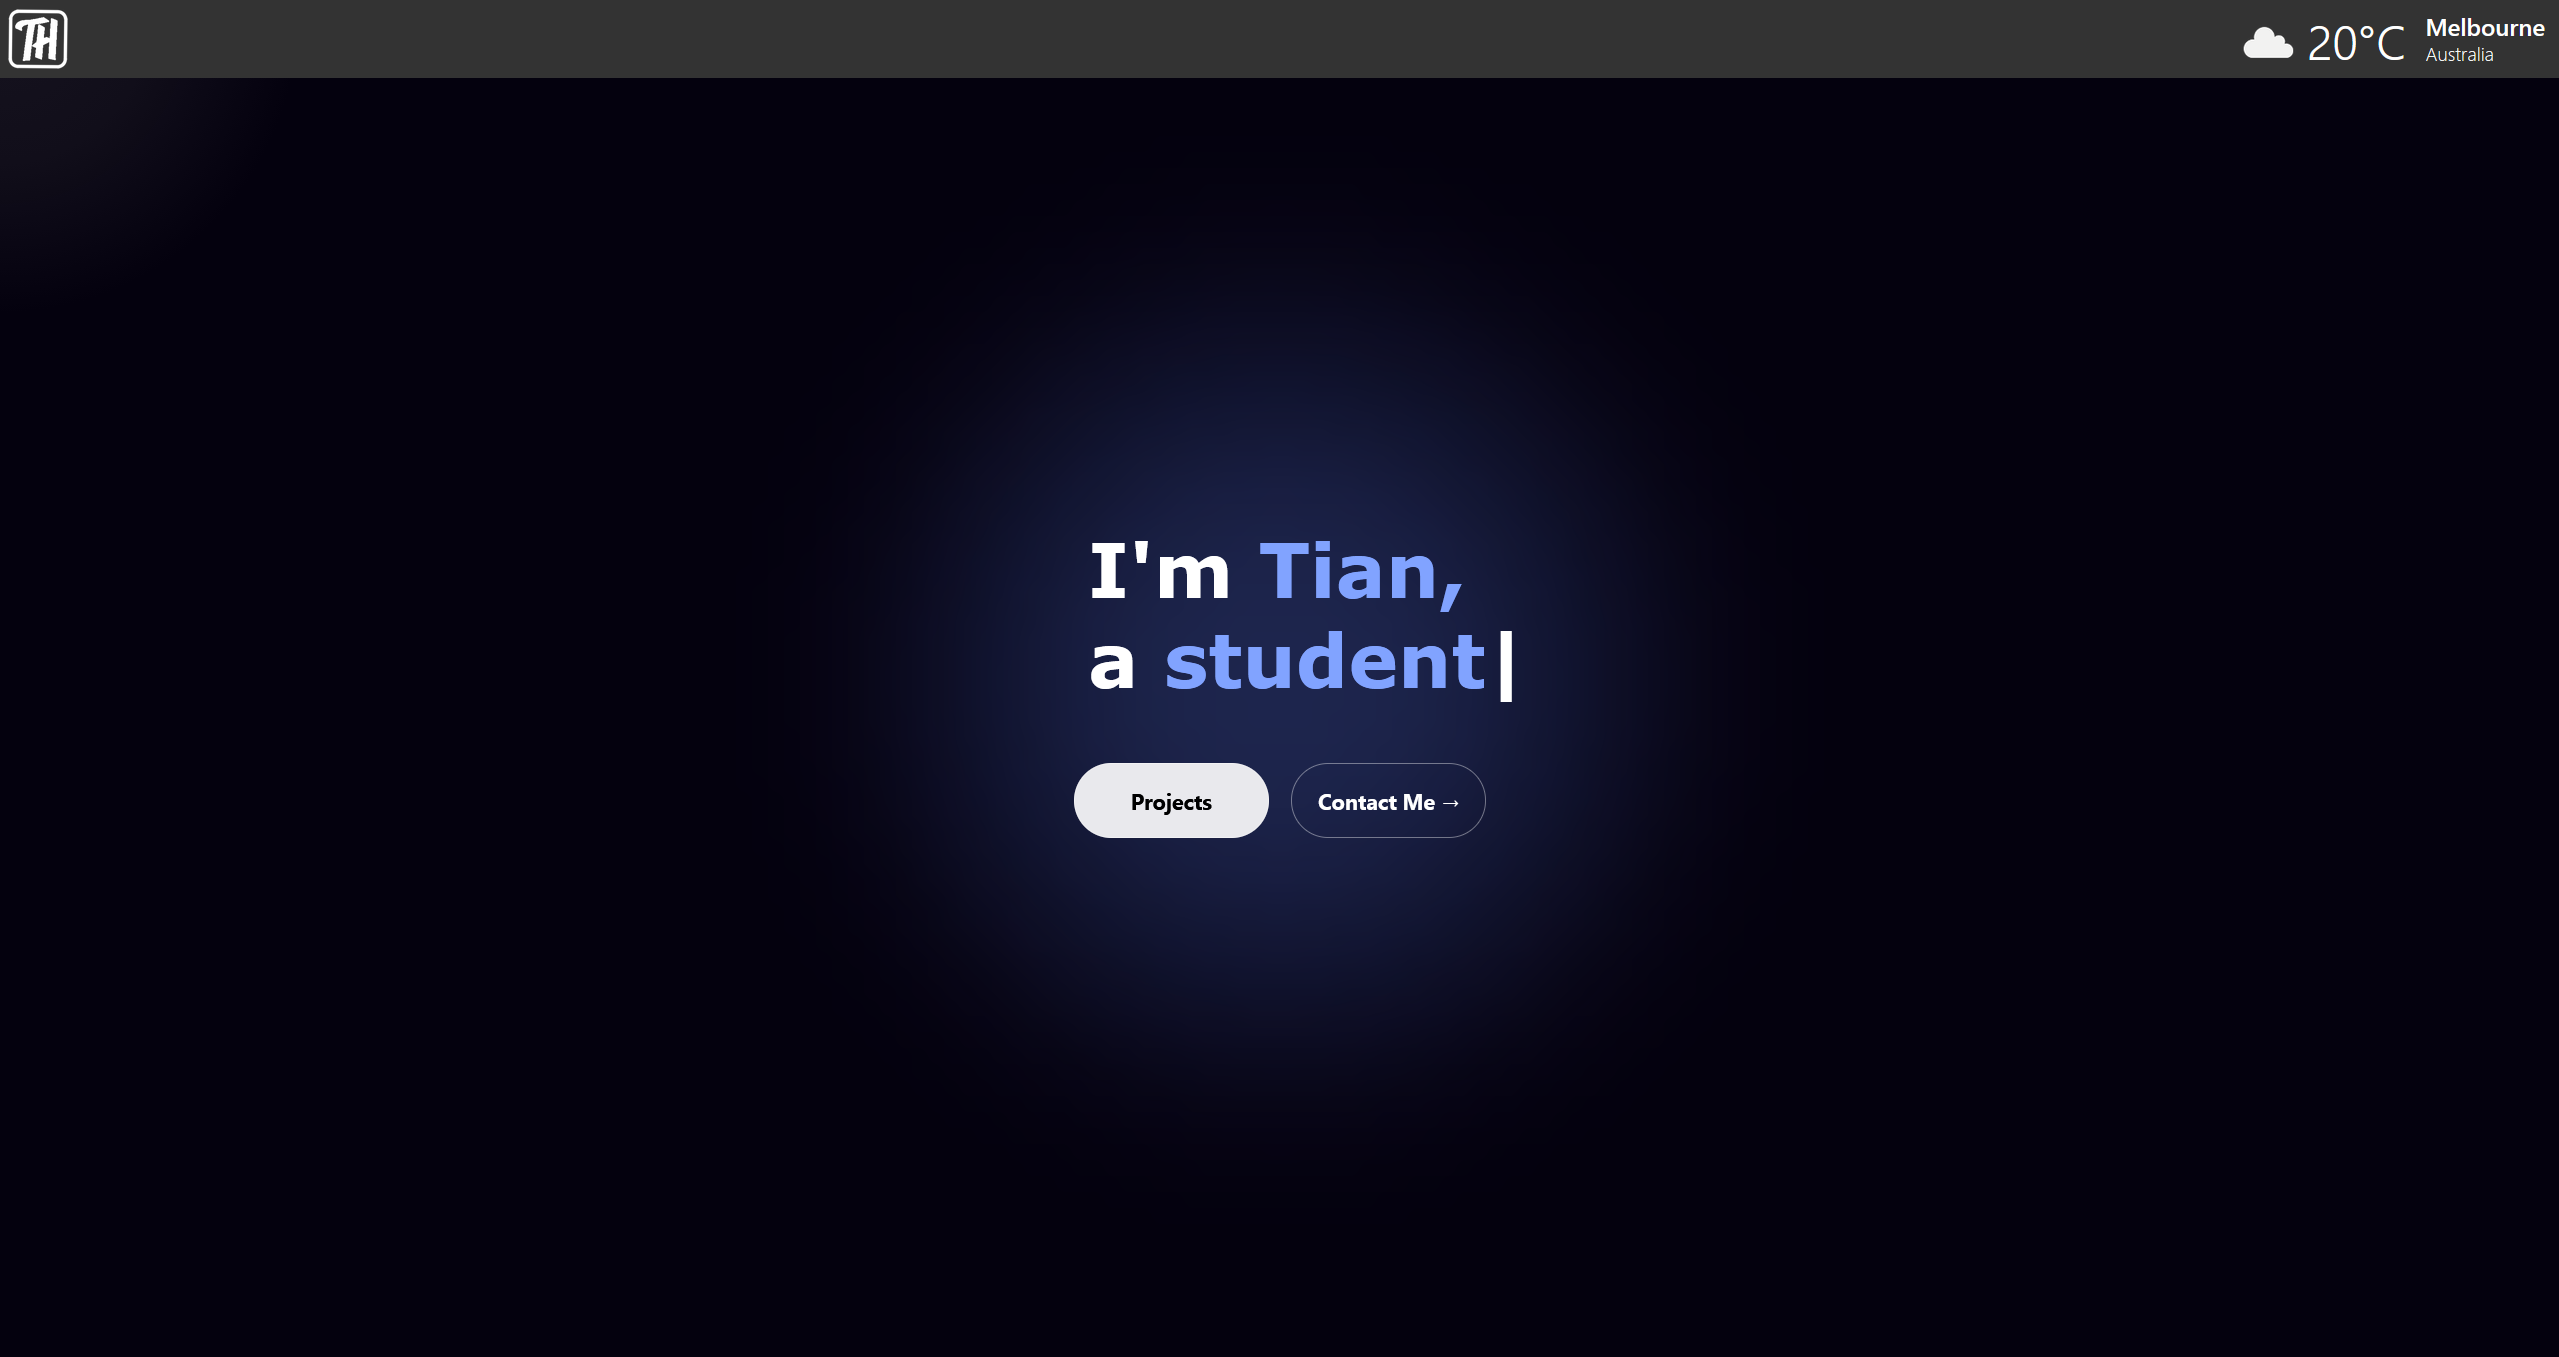 TH
20°C
Melbourne
Australia
I'm Tian,
a student|
Projects
Contact Me →